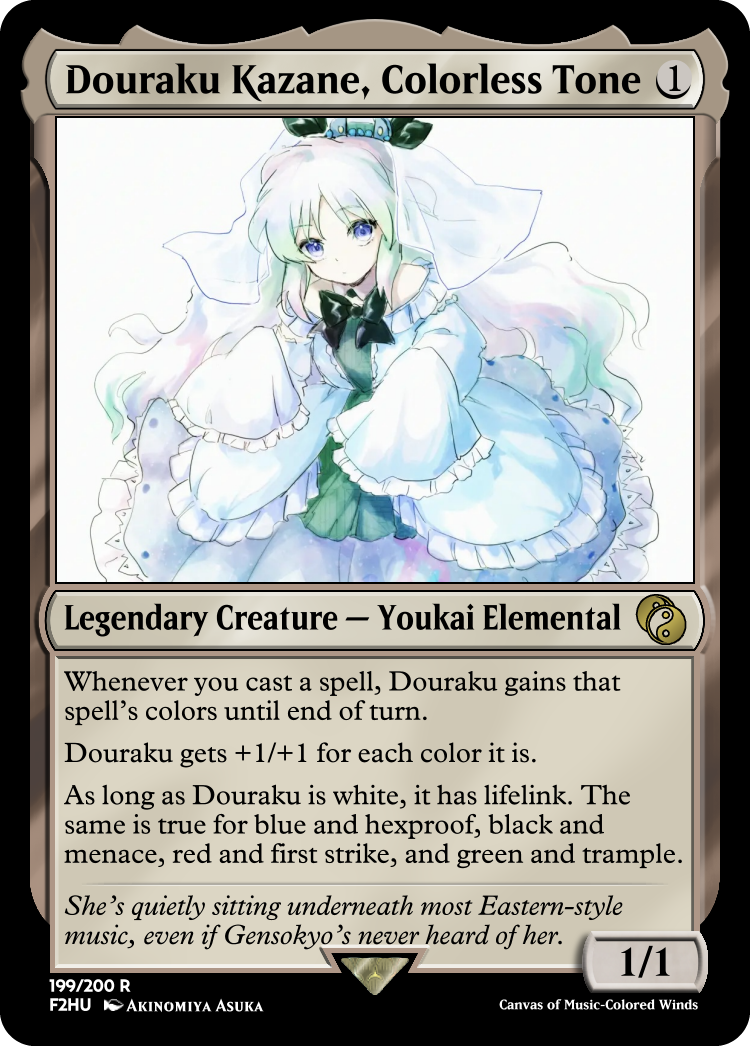 Douraku Kazane, Colorless Tone 1
Legendary Creature — Youkai Elemental
Whenever you cast a spell, Douraku gains that
spell's colors until end of turn.
Douraku gets +1/+1 for each color it is.
As long as Douraku is white, it has lifelink. The
same is true for blue and hexproof, black and
menace, red and first strike, and green and trample.
She's quietly sitting underneath most Eastern-style
music, even if Gensokyo's never heard of her.
1/1
199/200 R
F2HU Akinomiya Asuka
Canvas of Music-Colored Winds